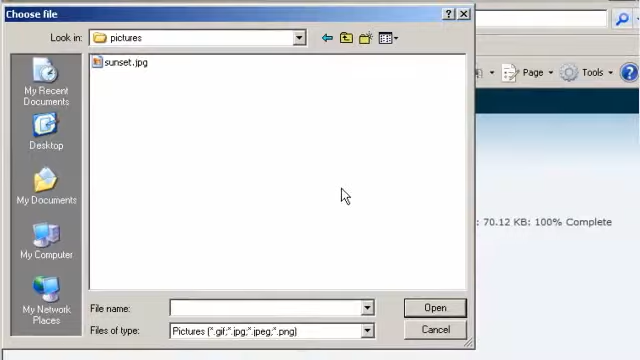 Choose file
Look in: pictures
sunset.jpg
My Recent
Documents
Desktop
My Documents
My Computer
My Network
Places
File name:
Open
Files of type: Pictures (*.gif;*.jpg;*.jpeg;*.png)
Cancel
Page
Tools
: 70.12 KB: 100% Complete